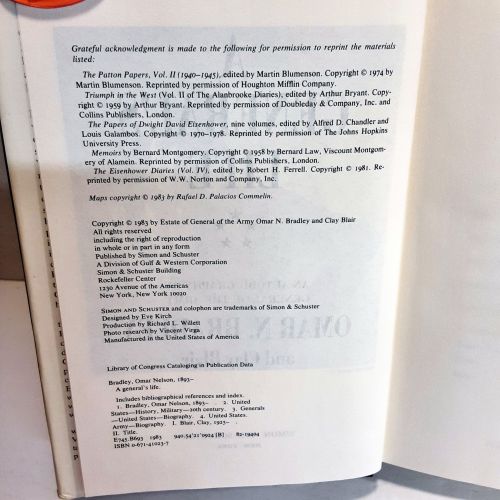 Grateful acknowledgment is made to the following for permission to reprint the materials
listed:
The Patton Papers, Vol. II (1940–1945), edited by Martin Blumenson. Copyright © 1974 by
Martin Blumenson. Reprinted by permission of Houghton Mifflin Company.
Triumph in the West (Vol. II of The Alanbrooke Diaries), edited by Arthur Bryant. Copy-
right © 1959 by Arthur Bryant. Reprinted by permission of Doubleday & Company, Inc. and
Collins Publishers, London.
The Papers of Dwight David Eisenhower, nine volumes, edited by Alfred D. Chandler and
Louis Galambos. Copyright © 1970–1978. Reprinted by permission of The Johns Hopkins
University Press.
Memoirs by Bernard Montgomery. Copyright © 1958 by Bernard Law, Viscount Montgom-
ery of Alamein. Reprinted by permission of Collins Publishers, London.
The Eisenhower Diaries (Vol. IV), edited by Robert H. Ferrell. Copyright © 1981. Re-
printed by permission of W.W. Norton and Company, Inc.
Maps copyright © 1983 by Rafael D. Palacios Commelin.
Copyright © 1983 by Estate of General of the Army Omar N. Bradley and Clay Blair
All rights reserved
including the right of reproduction
in whole or in part in any form
Published by Simon and Schuster
A Division of Gulf & Western Corporation
Simon & Schuster Building
Rockefeller Center
1230 Avenue of the Americas
New York, New York 10020
SIMON AND SCHUSTER and colophon are trademarks of Simon & Schuster
Designed by Eve Kirch
Production by Richard L. Willett
Photo research by Vincent Virga
Manufactured in the United States of America
Library of Congress Cataloging in Publication Data
Bradley, Omar Nelson, 1893–
A general's life.
Includes bibliographical references and index.
1. Bradley, Omar Nelson, 1893– . 2. United
States—History, Military—20th century. 3. Generals
—United States—Biography. 4. United States.
Army—Biography. I. Blair, Clay, 1925– .
II. Title.
E745.B693 1983 940.54'21'0924 [B] 82-19404
ISBN 0-671-41023-7